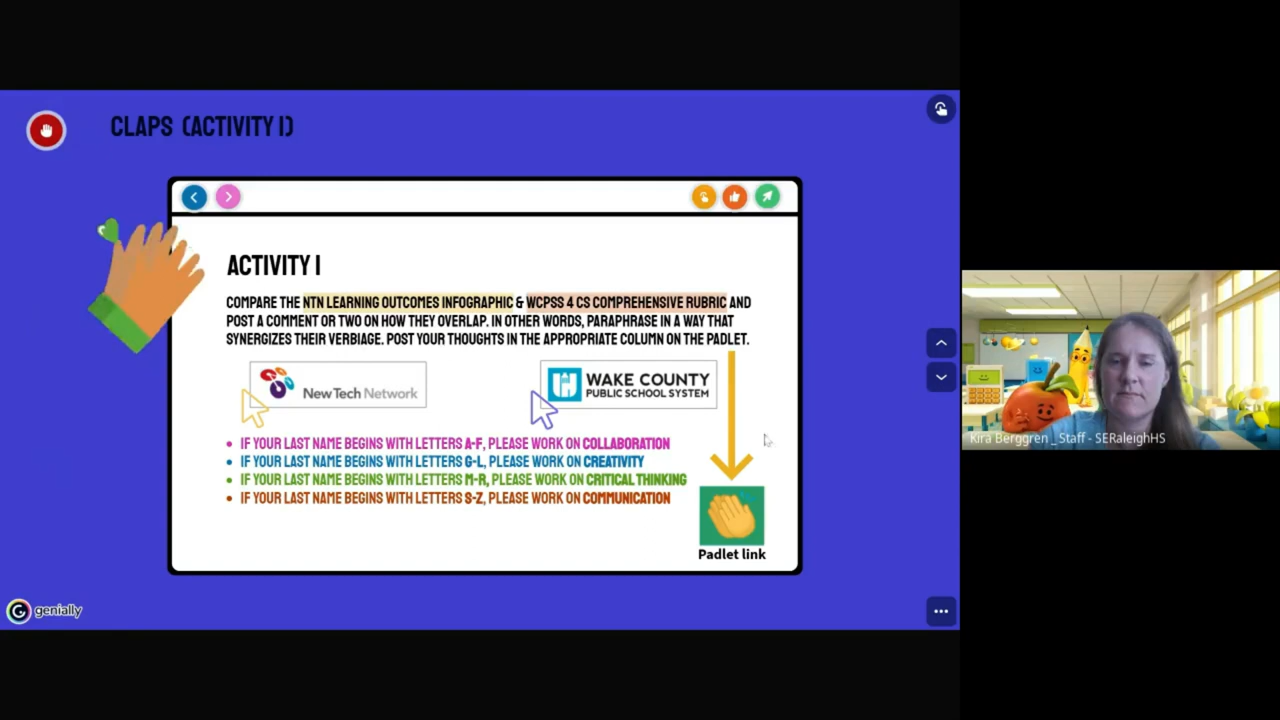 CLAPS (ACTIVITY 1)
ACTIVITY 1
COMPARE THE NTN LEARNING OUTCOMES INFOGRAPHIC & WCPSS 4 CS COMPREHENSIVE RUBRIC AND
POST A COMMENT OR TWO ON HOW THEY OVERLAP. IN OTHER WORDS, PARAPHRASE IN A WAY THAT
SYNERGIZES THEIR VERBIAGE. POST YOUR THOUGHTS IN THE APPROPRIATE COLUMN ON THE PADLET.
New Tech Network
WAKE COUNTY
PUBLIC SCHOOL SYSTEM
• IF YOUR LAST NAME BEGINS WITH LETTERS A-F, PLEASE WORK ON COLLABORATION
• IF YOUR LAST NAME BEGINS WITH LETTERS G-L, PLEASE WORK ON CREATIVITY
• IF YOUR LAST NAME BEGINS WITH LETTERS M-R, PLEASE WORK ON CRITICAL THINKING
• IF YOUR LAST NAME BEGINS WITH LETTERS S-Z, PLEASE WORK ON COMMUNICATION
Padlet link
genially
Kira Berggren _ Staff - SERaleighHS